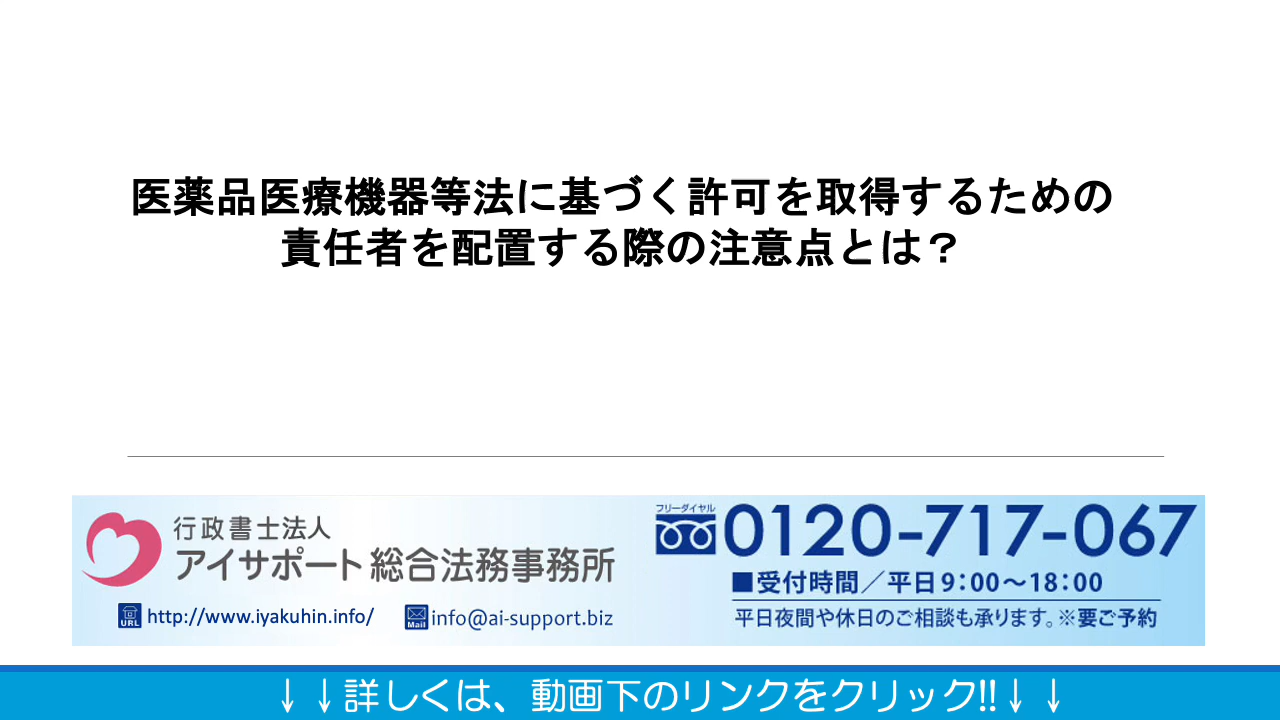 医薬品医療機器等法に基づく許可を取得するための
責任者を配置する際の注意点とは？
行政書士法人
アイサポート総合法務事務所
URL http://www.iyakuhin.info/
Mail info@ai-support.biz
フリーダイヤル
0120-717-067
■受付時間／平日9:00～18:00
平日夜間や休日のご相談も承ります。※要ご予約
↓↓詳しくは、動画下のリンクをクリック!!↓↓